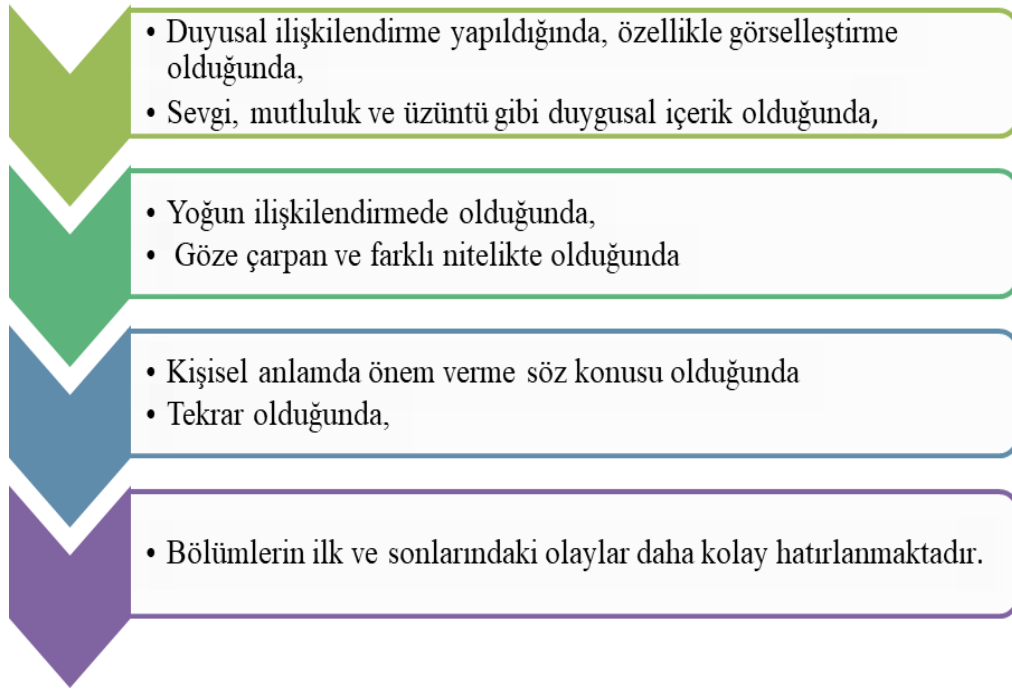 • Duyusal ilişkilendirme yapıldığında, özellikle görselleştirme
olduğunda,
• Sevgi, mutluluk ve üzüntü gibi duygusal içerik olduğunda,
• Yoğun ilişkilendirmede olduğunda,
• Göze çarpan ve farklı nitelikte olduğunda
• Kişisel anlamda önem verme söz konusu olduğunda
• Tekrar olduğunda,
• Bölümlerin ilk ve sonlarındaki olaylar daha kolay hatırlanmaktadır.